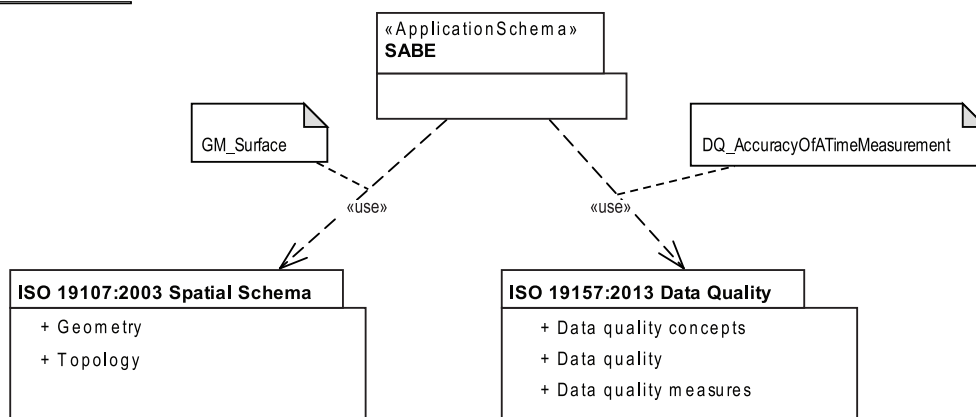 «ApplicationSchema»
SABE
GM_Surface
DQ_AccuracyOfATimeMeasurement
«use»
«use»
ISO 19107:2003 Spatial Schema
+ Geometry
+ Topology
ISO 19157:2013 Data Quality
+ Data quality concepts
+ Data quality
+ Data quality measures